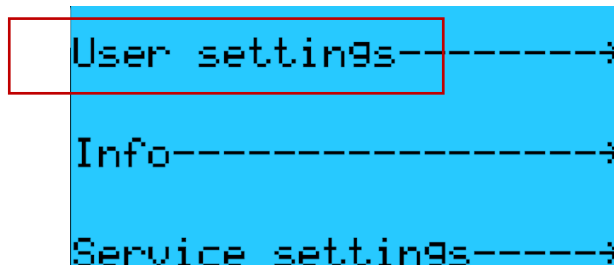 User settings--------→
Info-----------------→
Service settings-----→